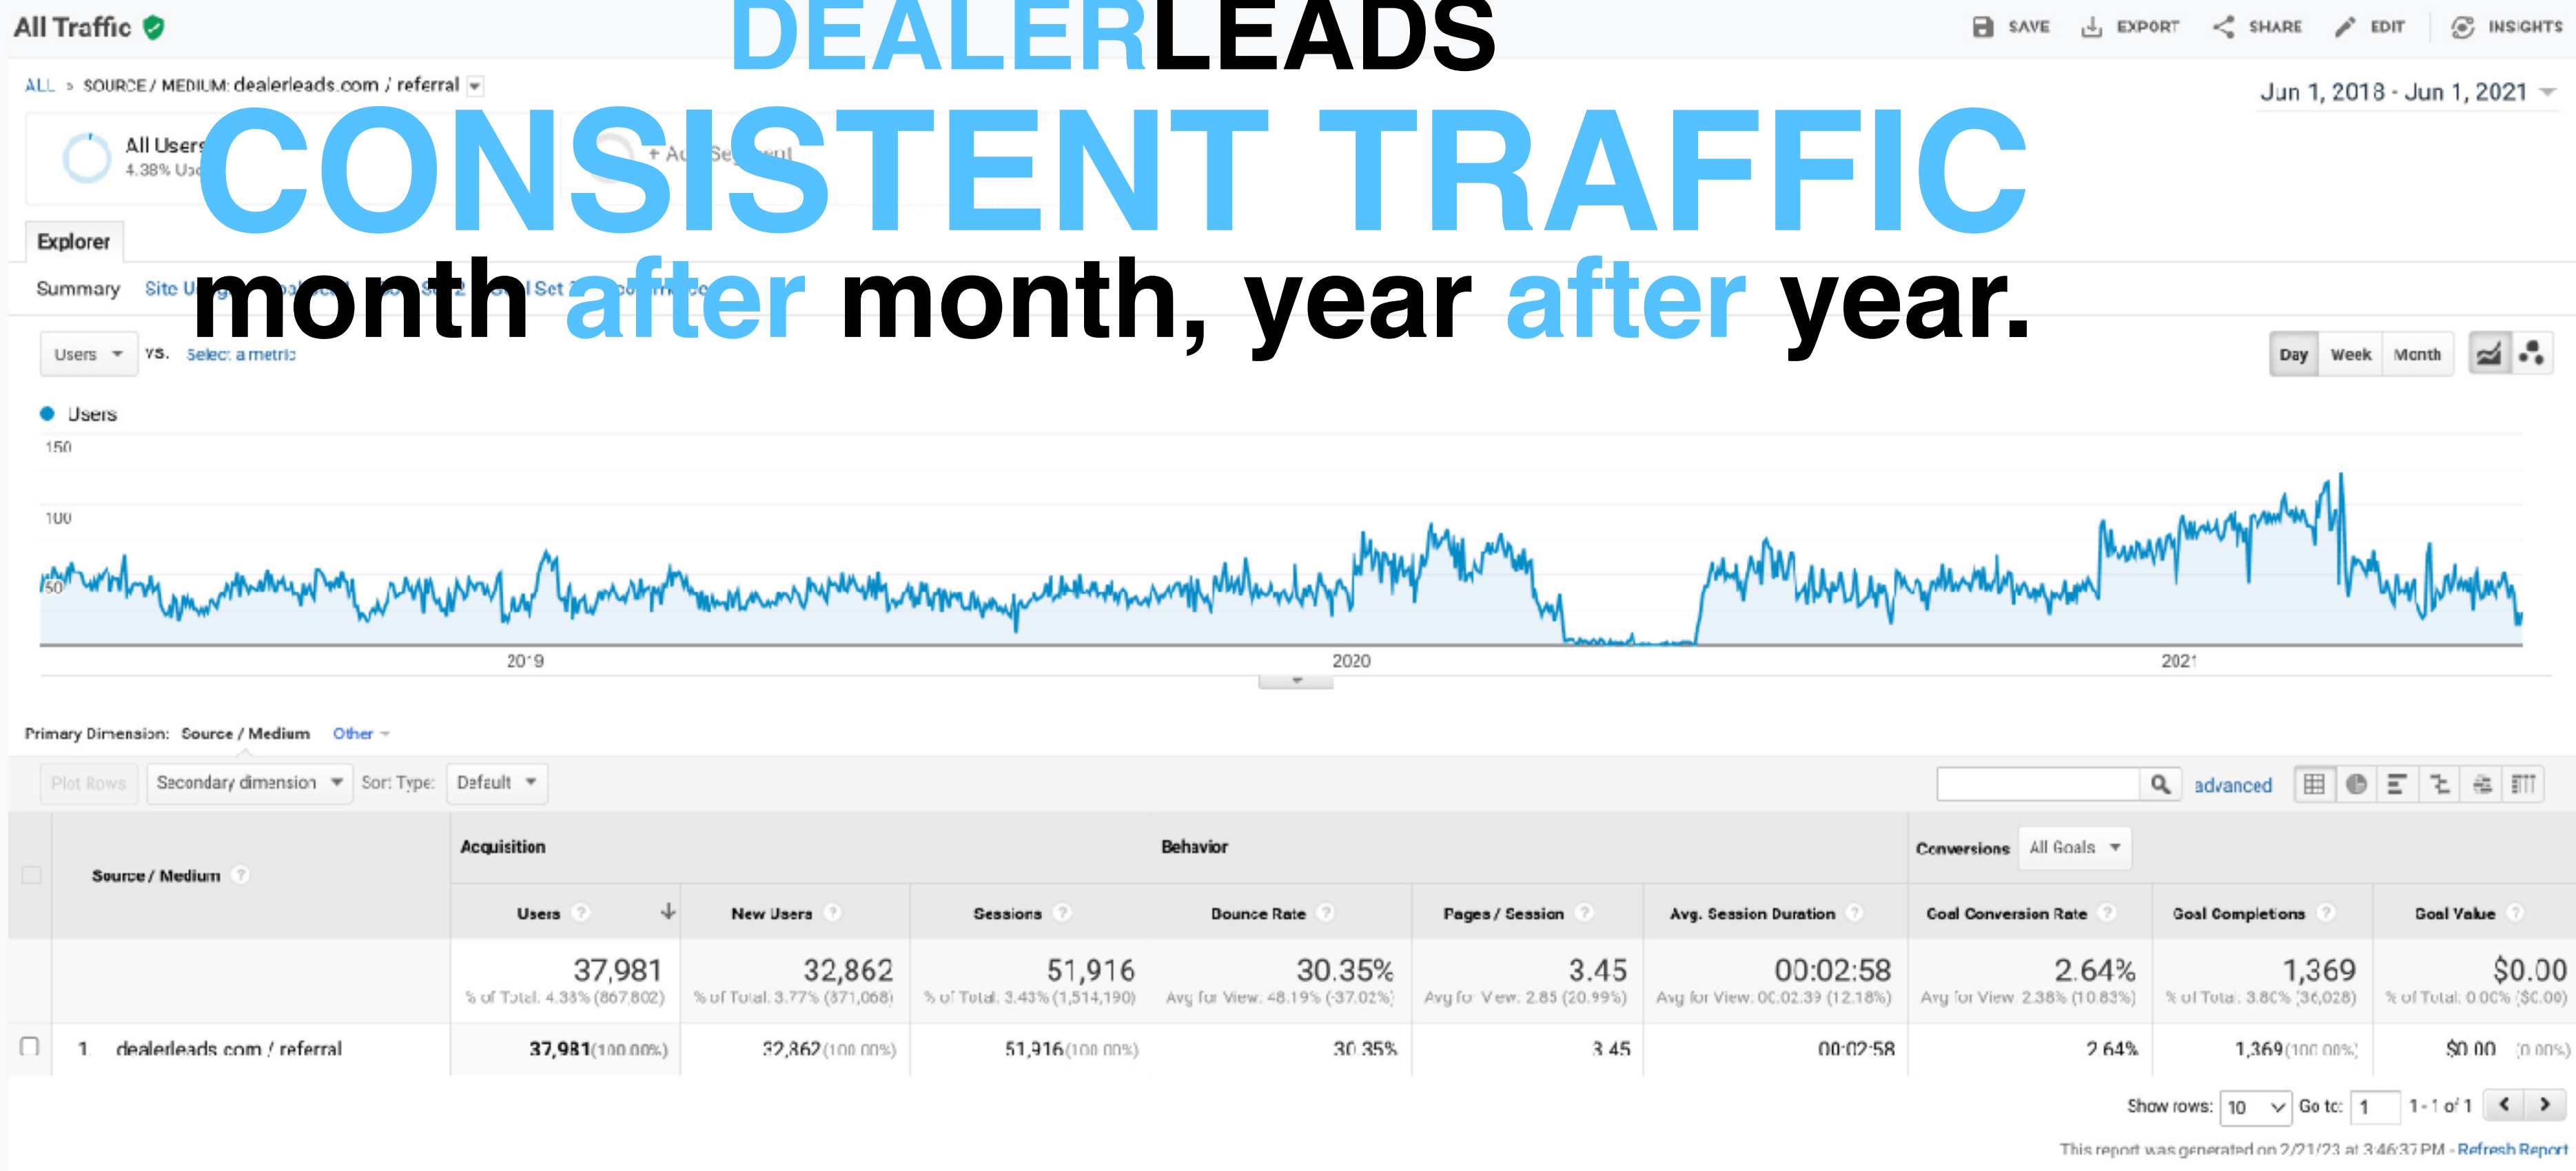 DEALERLEADS
All Traffic
SAVE EXPORT SHARE EDIT INSIGHTS
ALL » SOURCE / MEDIUM: dealerleads.com / referral
Jun 1, 2018 - Jun 1, 2021
CONSISTENT TRAFFIC
All Users
4.38%
Explorer
month after month, year after year.
Summary
Users VS. Select a metric
Day Week Month
Users
150
100
50
2019 2020 2021
Primary Dimension: Source / Medium Other
Plot Rows Secondary dimension Sort Type: Default
advanced
Acquisition Behavior Conversions All Goals
Source / Medium
Users New Users Sessions Bounce Rate Pages / Session Avg. Session Duration Goal Conversion Rate Goal Completions Goal Value
37,981 32,862 51,916 30.35% 3.45 00:02:58 2.64% 1,369 $0.00
% of Total: 4.38% (867,802) % of Total: 3.77% (871,068) % of Total: 3.43% (1,514,190) Avg for View: 48.19% (-37.02%) Avg for View: 2.85 (20.99%) Avg for View: 00:02:39 (12.18%) Avg for View: 2.38% (10.83%) % of Total: 3.80% (36,028) % of Total: 0.00% ($0.00)
1. dealerleads.com / referral 37,981(100.00%) 32,862(100.00%) 51,916(100.00%) 30.35% 3.45 00:02:58 2.64% 1,369(100.00%) $0.00 (0.00%)
Show rows: 10 Go to: 1 1 - 1 of 1
This report was generated on 2/21/23 at 3:46:37 PM - Refresh Report